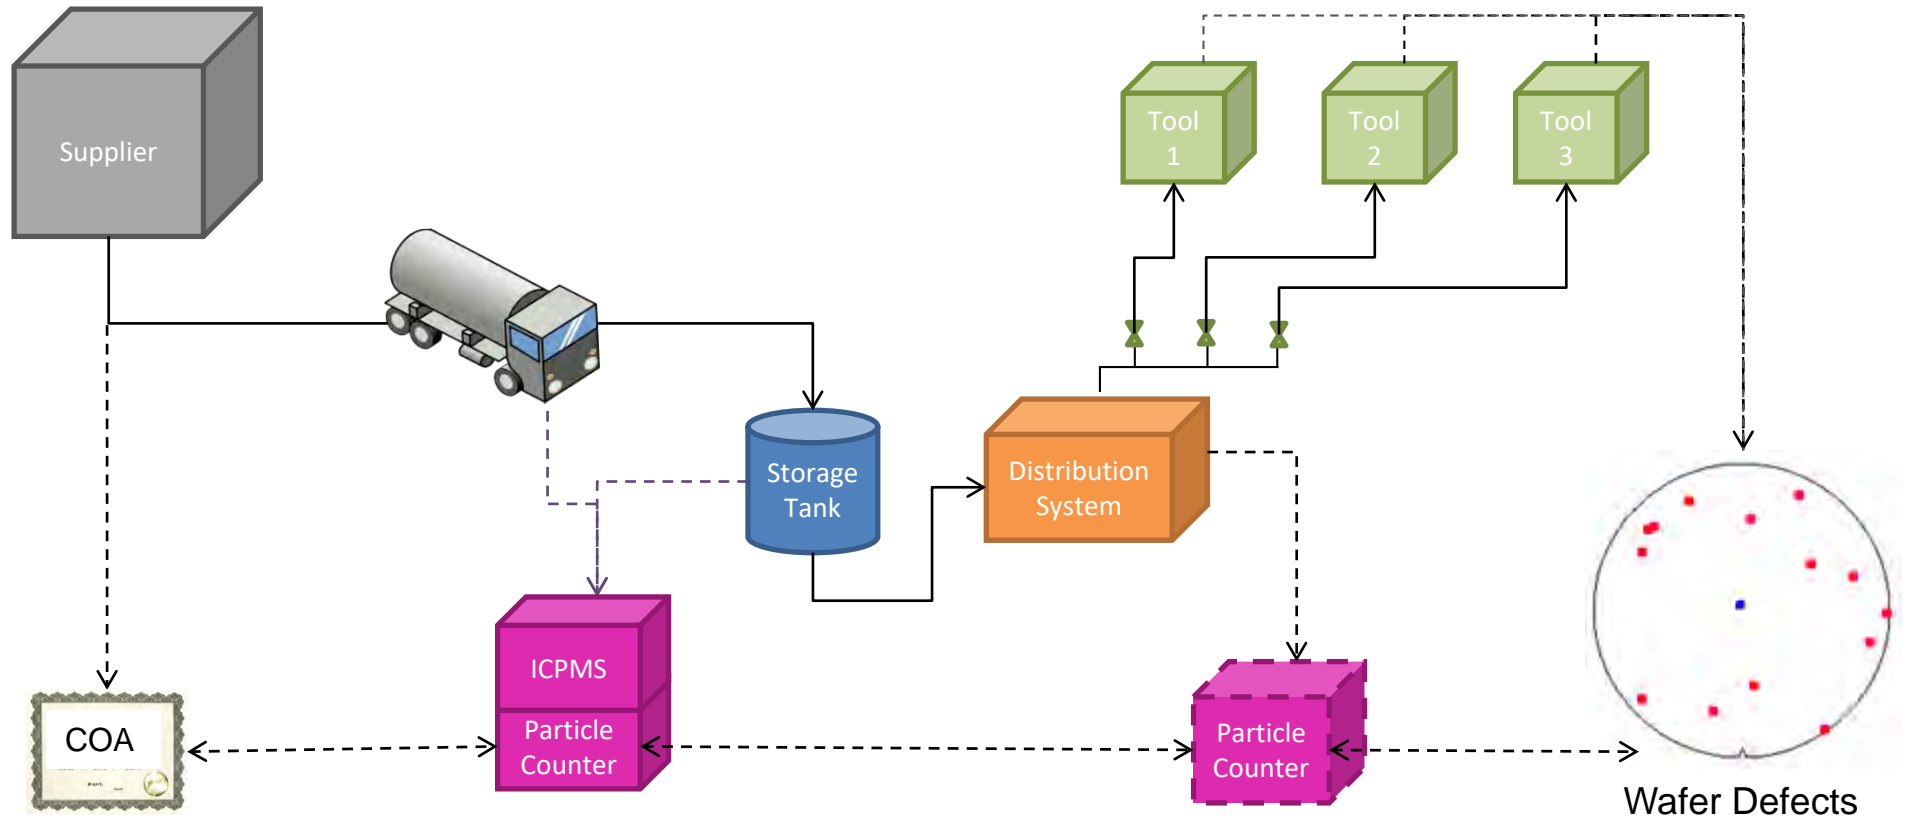 Supplier
Tool
1
Tool
2
Tool
3
Storage
Tank
Distribution
System
ICPMS
Particle
Counter
COA
Particle
Counter
Wafer Defects